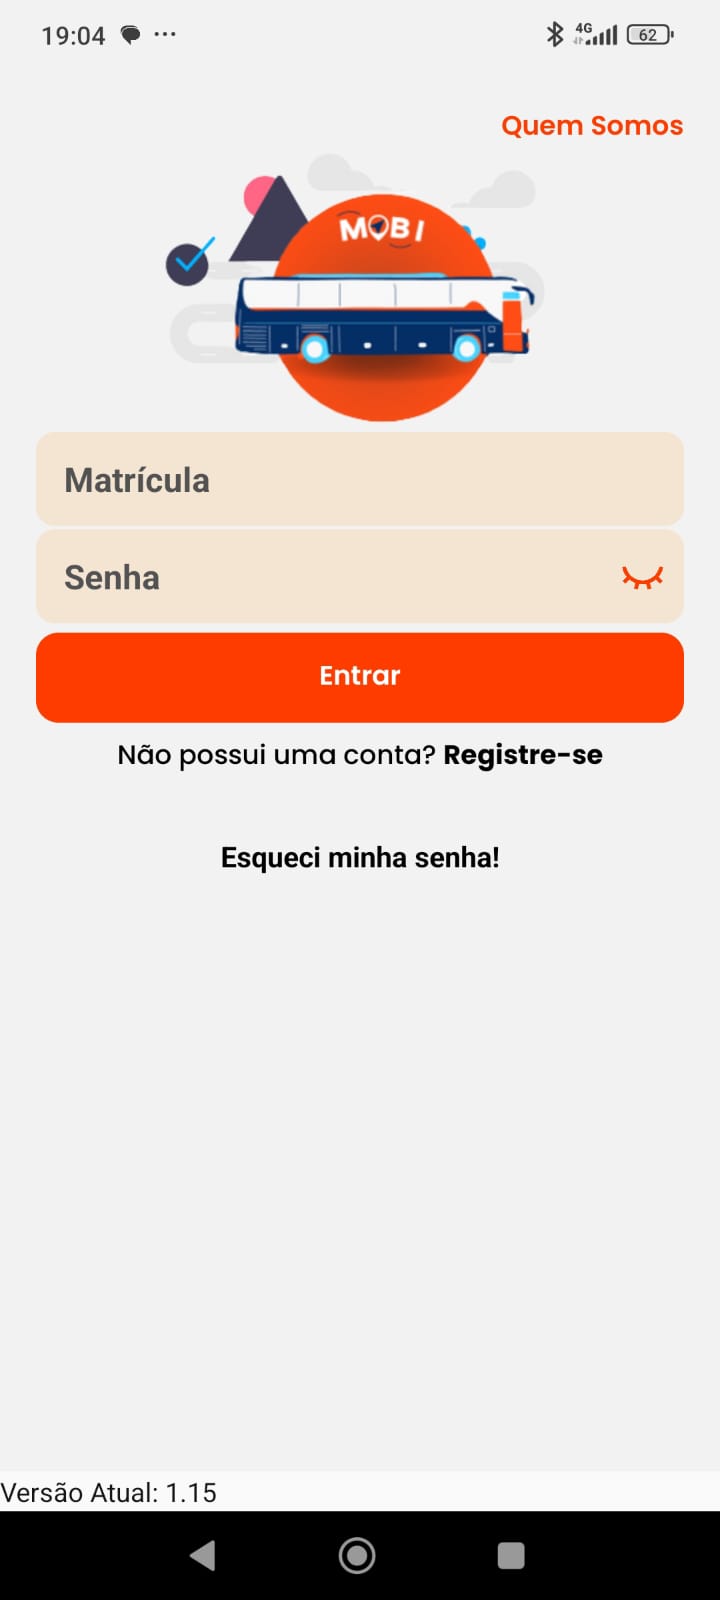 19:04
4G
62
Quem Somos
MOBI
Matrícula
Senha
Entrar
Não possui uma conta? Registre-se
Esqueci minha senha!
Versão Atual: 1.15